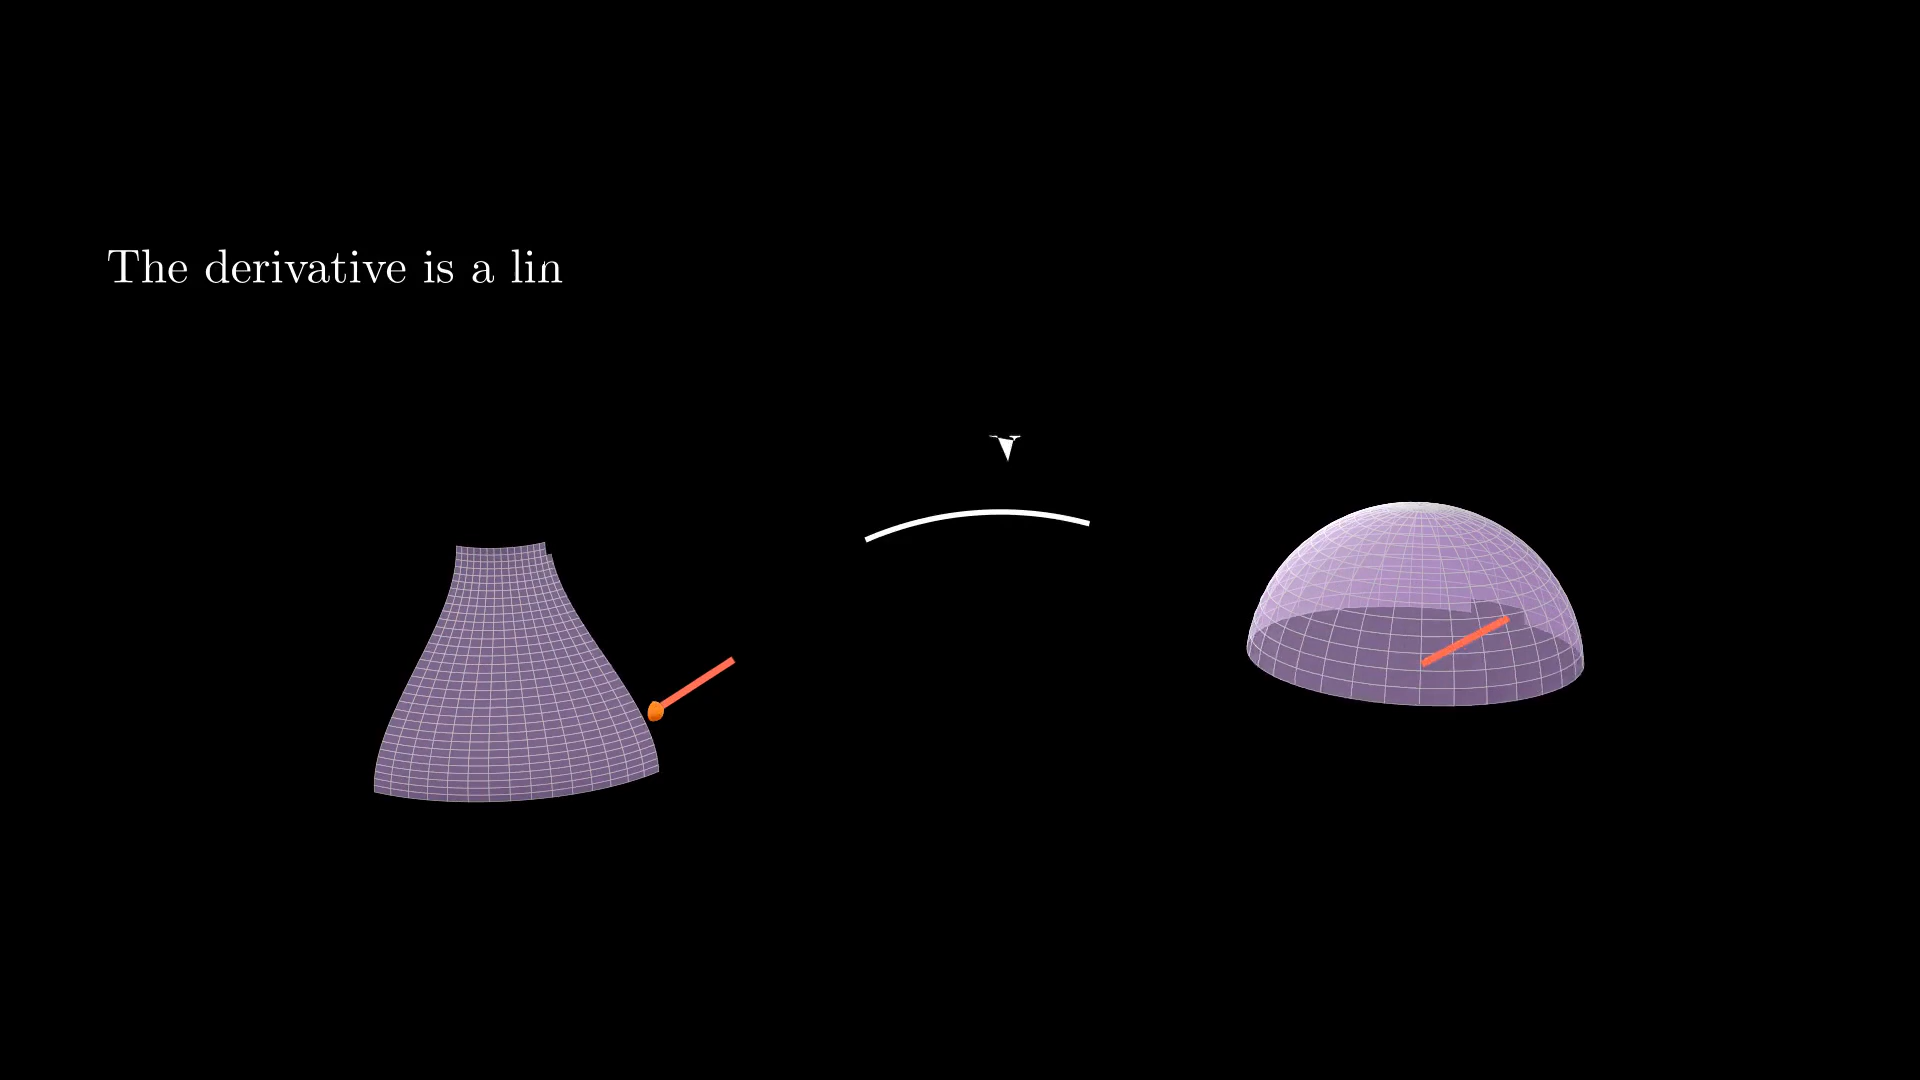 The derivative is a lin